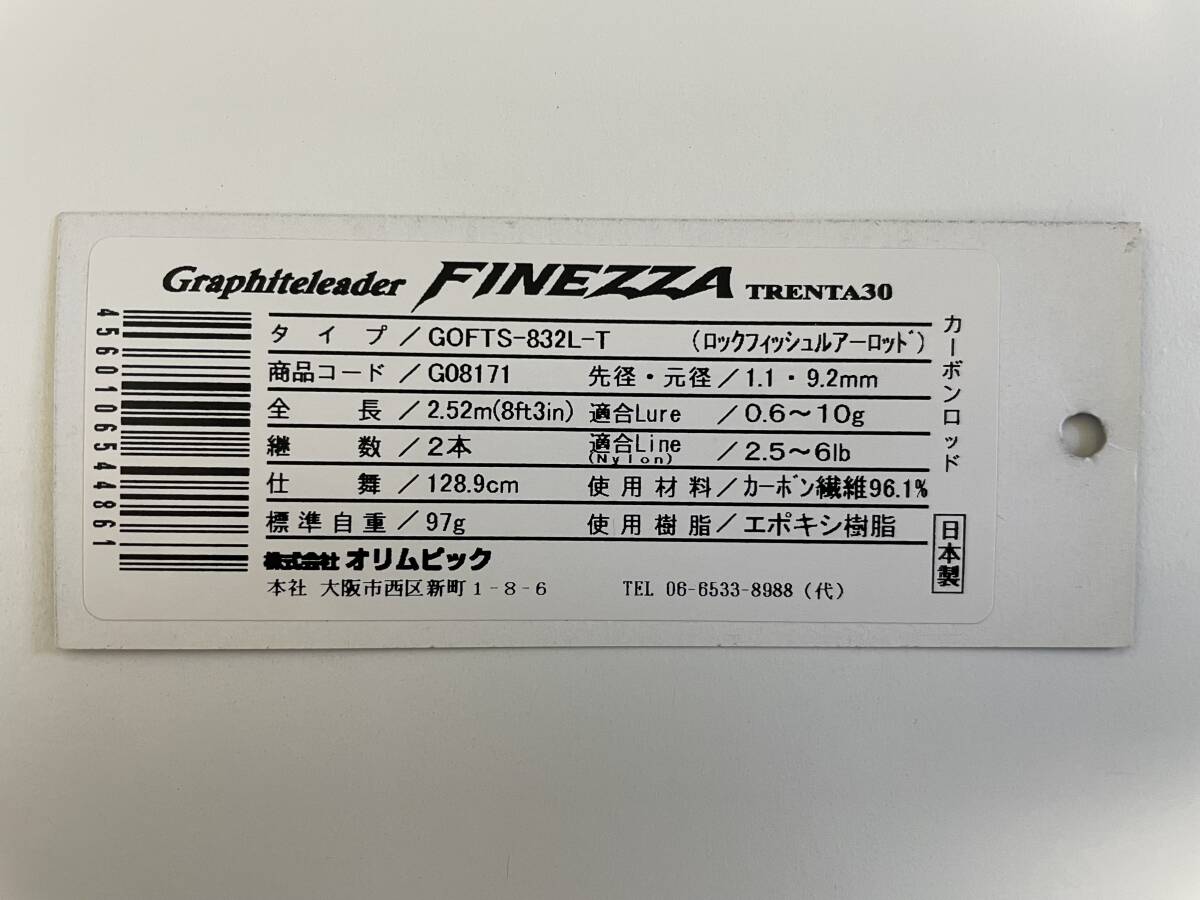 Graphiteleader FINEZZA TRENTA30
タイプ／GOFTS-832L-T （ロックフィッシュルアーロッド）
商品コード／G08171 先径・元径／1.1・9.2mm
全長／2.52m(8ft3in) 適合Lure／0.6～10g
継数／2本 適合Line(Nylon)／2.5～6lb
仕舞／128.9cm 使用材料／カーボン繊維96.1%
標準自重／97g 使用樹脂／エポキシ樹脂
株式会社オリムピック
本社 大阪市西区新町1-8-6 TEL 06-6533-8988（代）
4560106544861
カーボンロッド
日本製